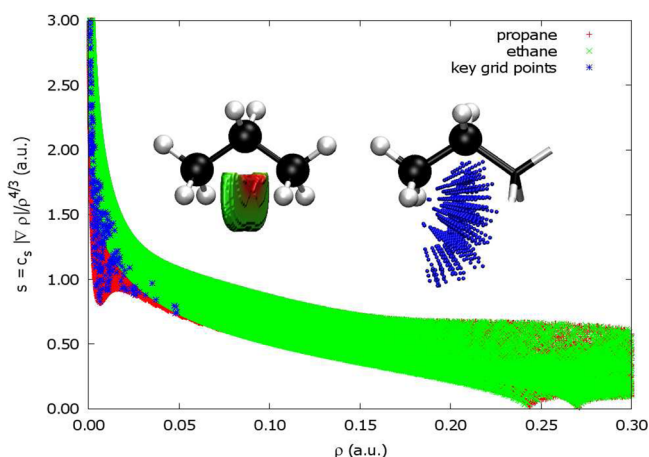 3.00
propane
ethane
key grid points
2.50
2.00
1.50
1.00
0.50
0.00
s = cₛ |∇ ρ|/ρ^4/3 (a.u.)
0.00 0.05 0.10 0.15 0.20 0.25 0.30
ρ (a.u.)